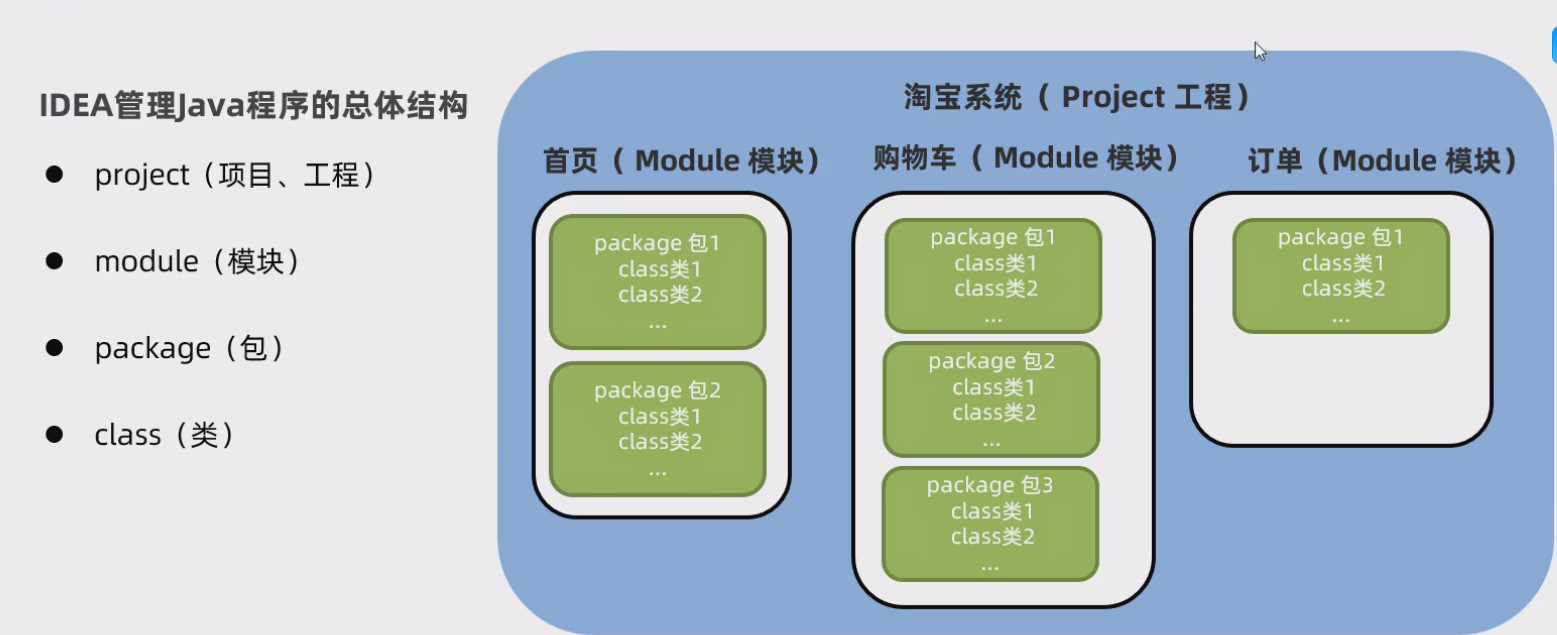 IDEA管理Java程序的总体结构
project（项目、工程）
module（模块）
package（包）
class（类）
淘宝系统（ Project 工程）
首页（ Module 模块）
package 包1
class类1
class类2
...
package 包2
class类1
class类2
...
购物车（ Module 模块）
package 包1
class类1
class类2
...
package 包2
class类1
class类2
...
package 包3
class类1
class类2
...
订单（Module 模块）
package 包1
class类1
class类2
...